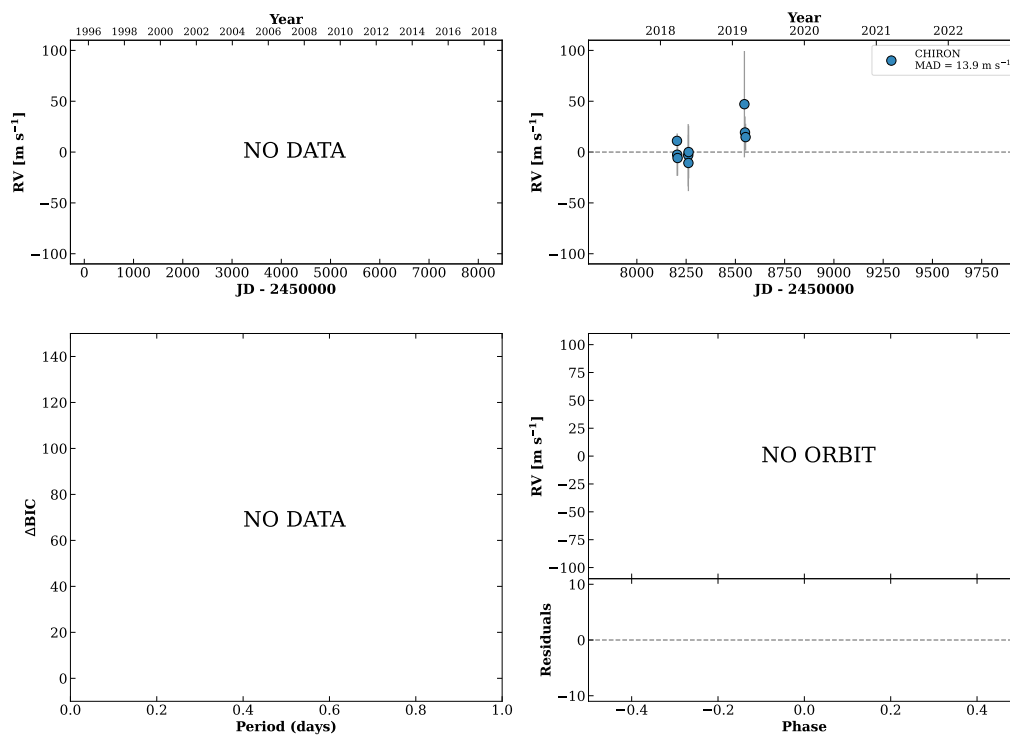 Year
1996 1998 2000 2002 2004 2006 2008 2010 2012 2014 2016 2018
100
50
0
−50
−100
RV [m s−1]
NO DATA
0 1000 2000 3000 4000 5000 6000 7000 8000
JD - 2450000
Year
2018 2019 2020 2021 2022
100
50
0
−50
−100
RV [m s−1]
CHIRON
MAD = 13.9 m s−1
8000 8250 8500 8750 9000 9250 9500 9750
JD - 2450000
140
120
100
80
60
40
20
0
ΔBIC
NO DATA
0.0 0.2 0.4 0.6 0.8 1.0
Period (days)
100
75
50
25
0
−25
−50
−75
−100
RV [m s−1]
NO ORBIT
10
0
−10
Residuals
−0.4 −0.2 0.0 0.2 0.4
Phase